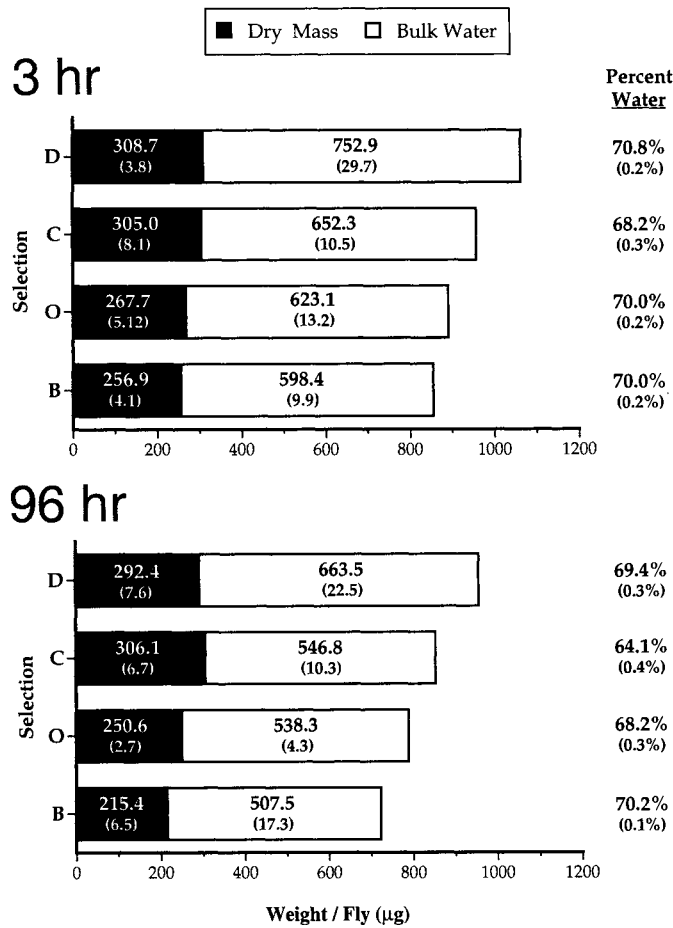 Dry Mass Bulk Water
3 hr
Percent
Water
D 308.7 752.9 70.8%
(3.8) (29.7) (0.2%)
C 305.0 652.3 68.2%
(8.1) (10.5) (0.3%)
O 267.7 623.1 70.0%
(5.12) (13.2) (0.2%)
B 256.9 598.4 70.0%
(4.1) (9.9) (0.2%)
Selection
0 200 400 600 800 1000 1200
96 hr
D 292.4 663.5 69.4%
(7.6) (22.5) (0.3%)
C 306.1 546.8 64.1%
(6.7) (10.3) (0.4%)
O 250.6 538.3 68.2%
(2.7) (4.3) (0.3%)
B 215.4 507.5 70.2%
(6.5) (17.3) (0.1%)
Selection
0 200 400 600 800 1000 1200
Weight / Fly (μg)